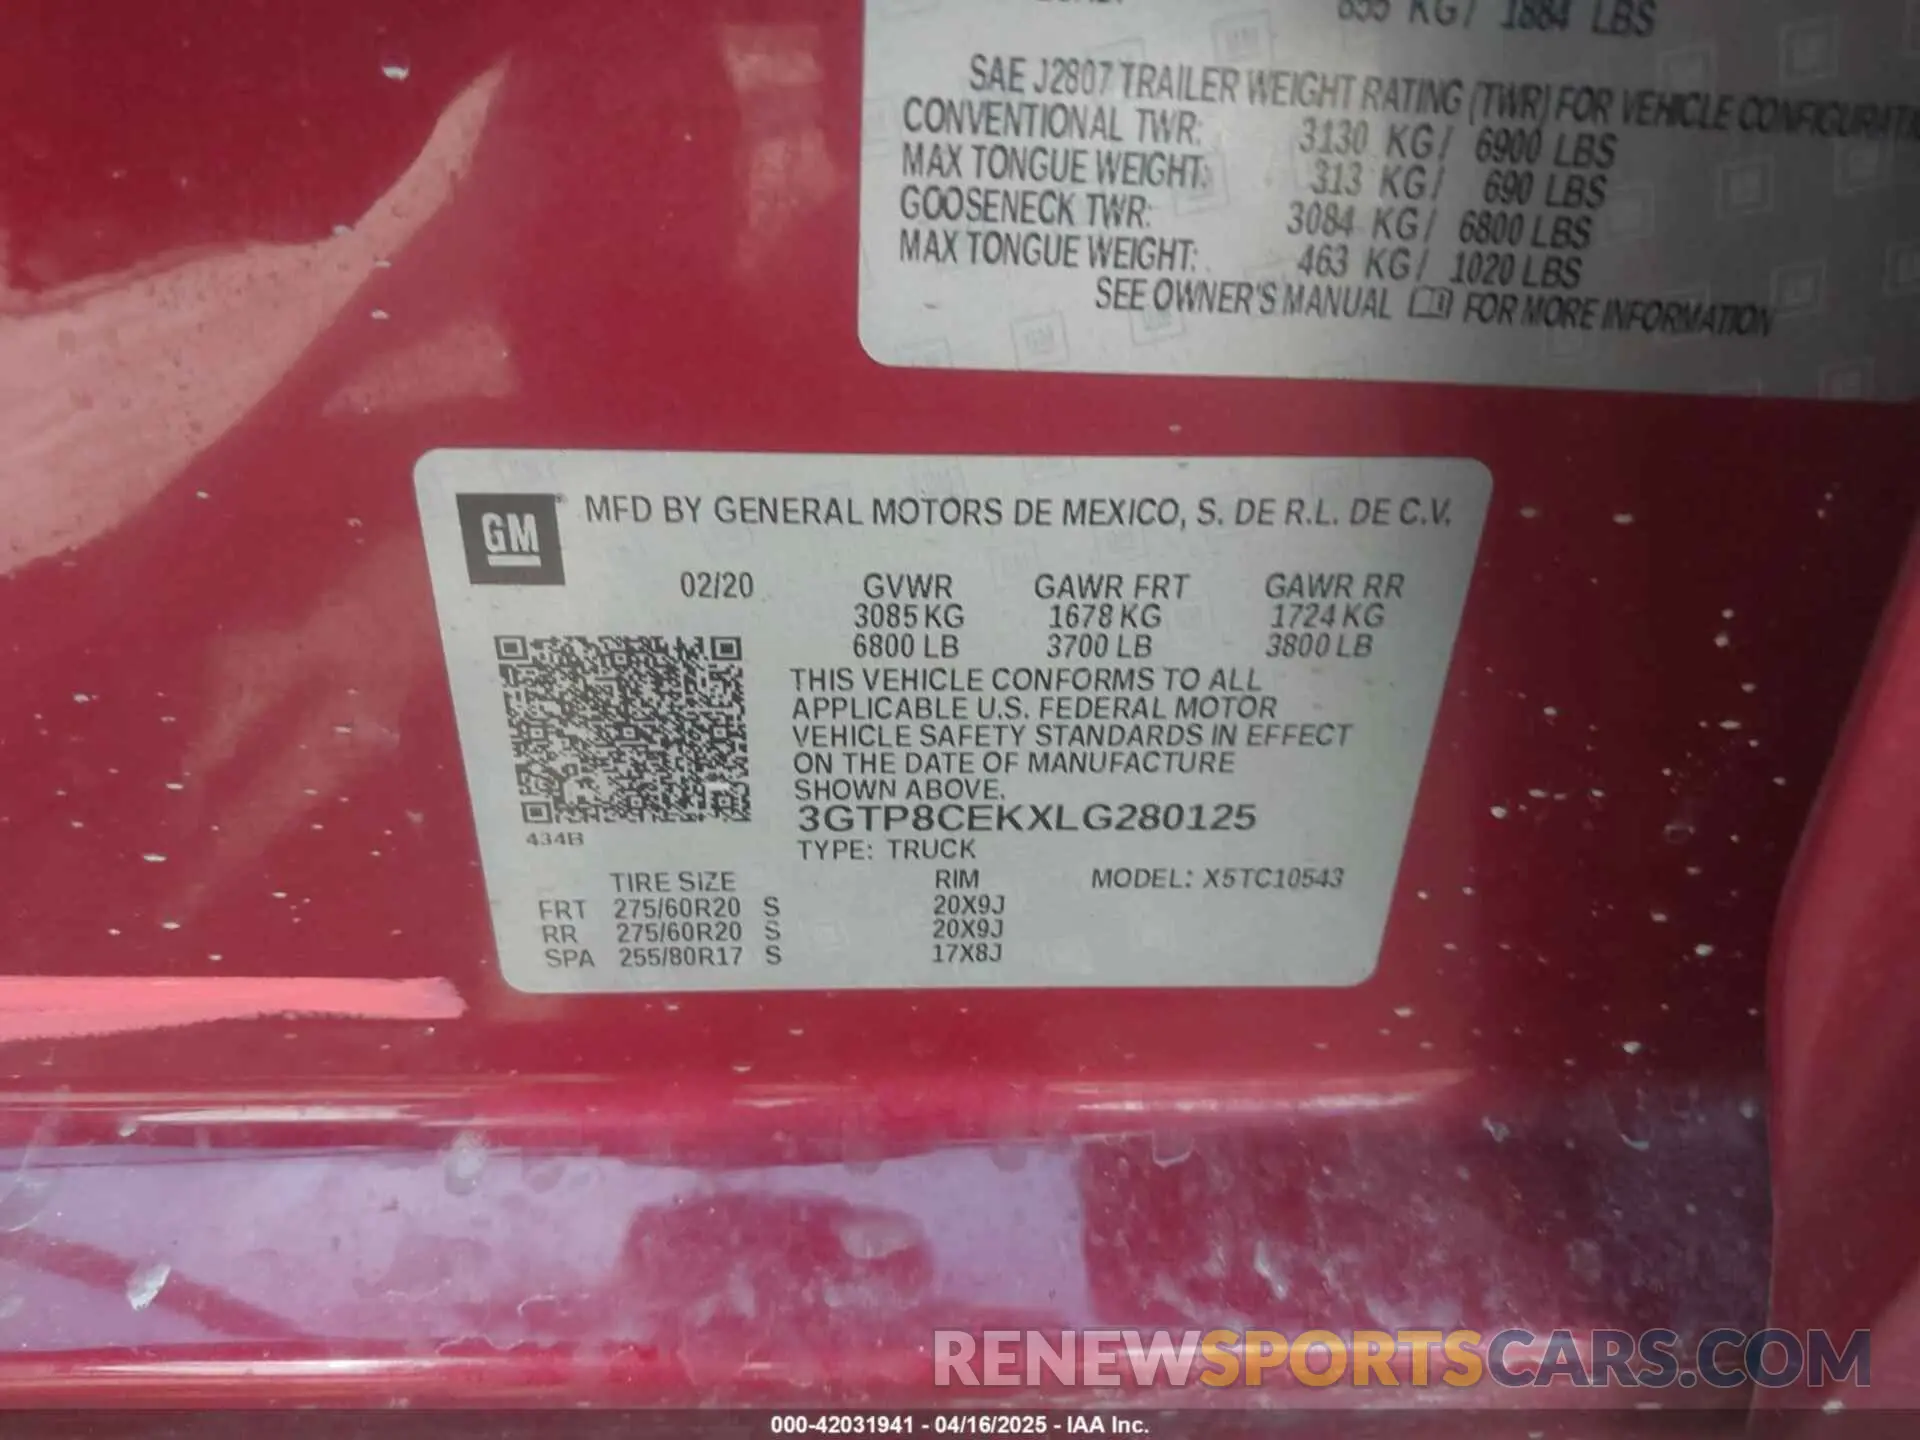 855 KG/ 1884 LBS
SAE J2807 TRAILER WEIGHT RATING (TWR) FOR VEHICLE
CONVENTIONAL TWR: 3130 KG/ 6900 LBS
MAX TONGUE WEIGHT: 313 KG/ 690 LBS
GOOSENECK TWR: 3084 KG/ 6800 LBS
MAX TONGUE WEIGHT: 463 KG/ 1020 LBS
SEE OWNER'S MANUAL FOR MORE INFORMATION
GM® MFD BY GENERAL MOTORS DE MEXICO, S. DE R.L. DE C.V.
02/20 GVWR GAWR FRT GAWR RR
3085 KG 1678 KG 1724 KG
6800 LB 3700 LB 3800 LB
THIS VEHICLE CONFORMS TO ALL
APPLICABLE U.S. FEDERAL MOTOR
VEHICLE SAFETY STANDARDS IN EFFECT
ON THE DATE OF MANUFACTURE
SHOWN ABOVE.
3GTP8CEKXLG280125
434B
TYPE: TRUCK
TIRE SIZE RIM MODEL: X5TC10543
FRT 275/60R20 S 20X9J
RR 275/60R20 S 20X9J
SPA 255/80R17 S 17X8J
RENEWSPORTSCARS.COM
000-42031941 - 04/16/2025 - IAA Inc.